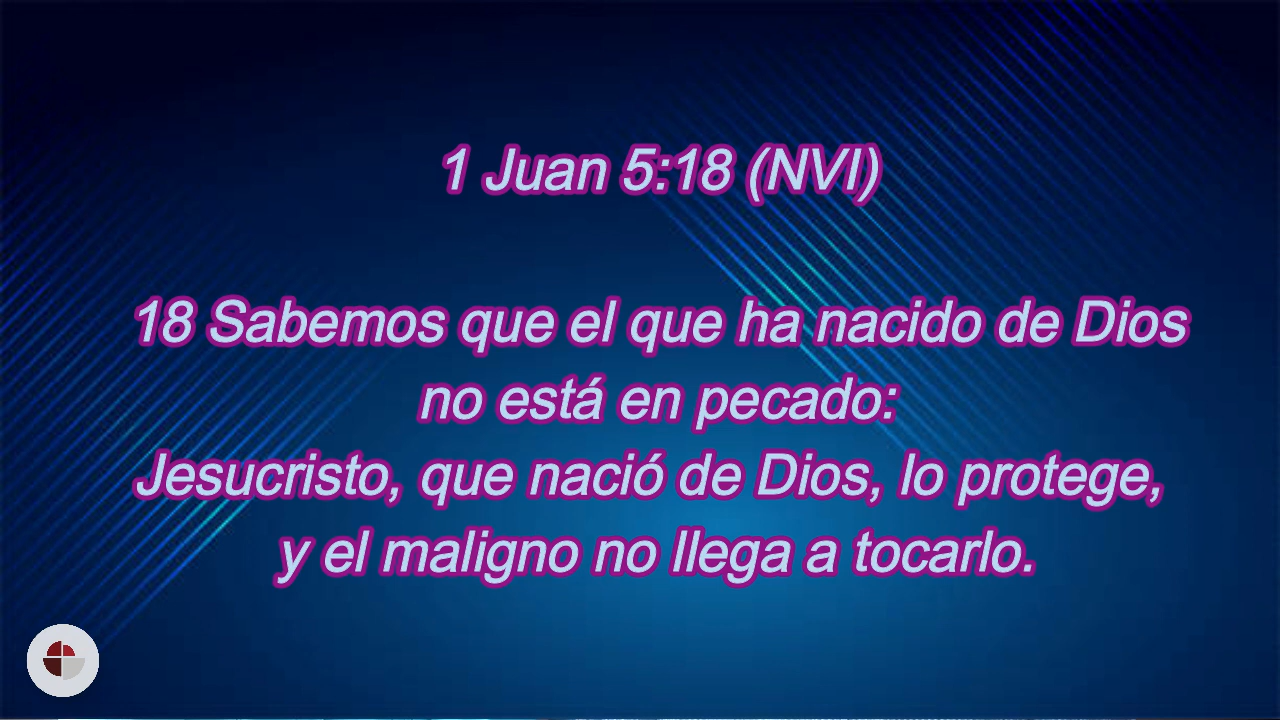 1 Juan 5:18 (NVI)
18 Sabemos que el que ha nacido de Dios
no está en pecado:
Jesucristo, que nació de Dios, lo protege,
y el maligno no llega a tocarlo.